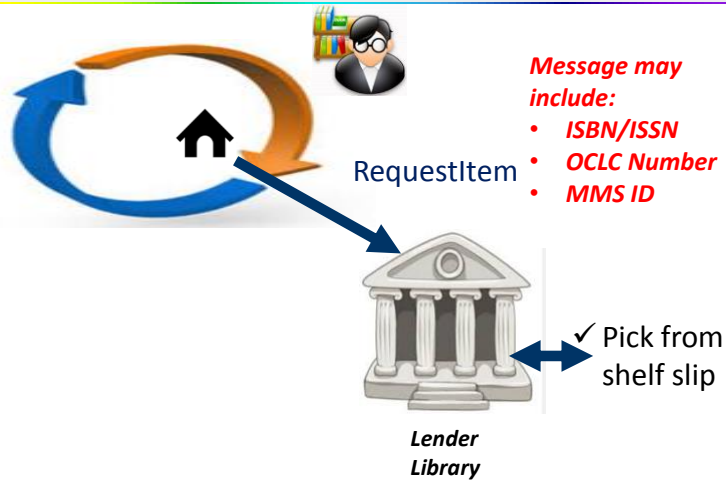 Message may
include:
• ISBN/ISSN
• OCLC Number
• MMS ID
RequestItem
✓ Pick from
shelf slip
Lender
Library